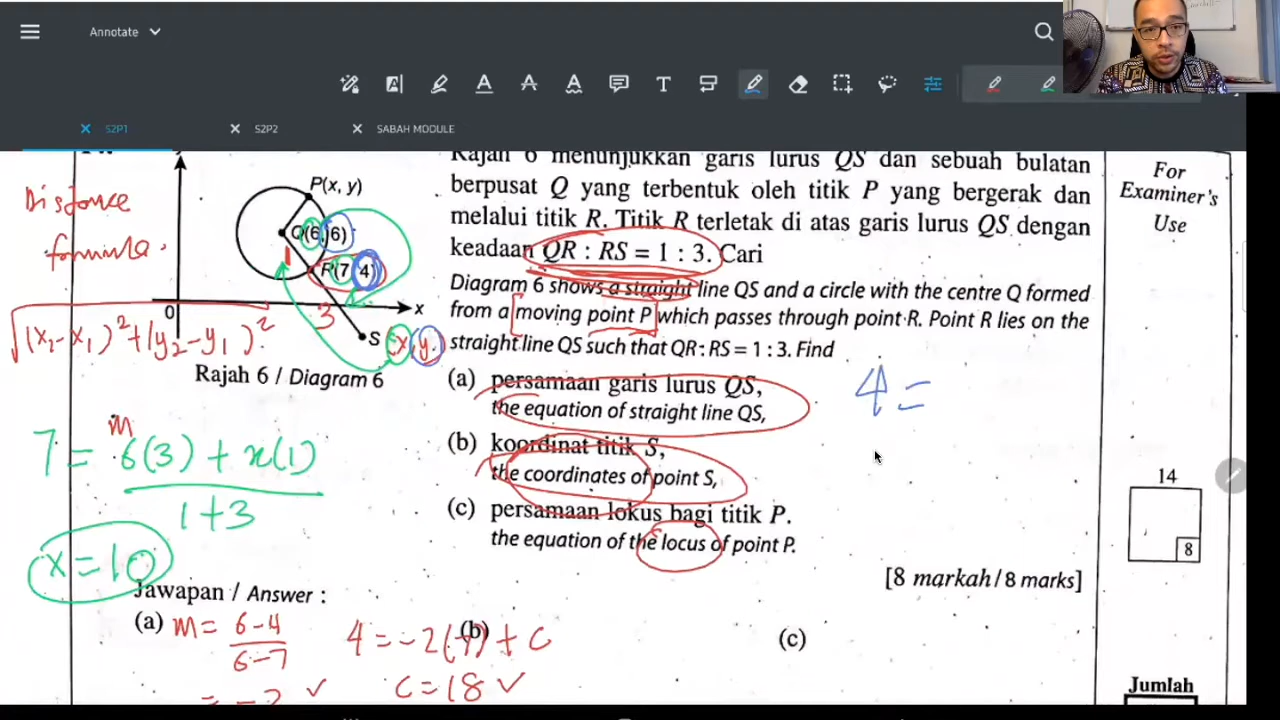 Annotate
S2P1
S2P2
SABAH MODULE
Rajah 6 menunjukkan garis lurus QS dan sebuah bulatan
berpusat Q yang terbentuk oleh titik P yang bergerak dan
melalui titik R. Titik R terletak di atas garis lurus QS dengan
keadaan QR : RS = 1 : 3. Cari
Diagram 6 shows a straight line QS and a circle with the centre Q formed
from a moving point P which passes through point R. Point R lies on the
straight line QS such that QR : RS = 1 : 3. Find
(a) persamaan garis lurus QS,
the equation of straight line QS,
(b) koordinat titik S,
the coordinates of point S,
(c) persamaan lokus bagi titik P.
the equation of the locus of point P.
[8 markah / 8 marks]
For
Examiner's
Use
14
8
Jumlah
Distance
formula.
√(x₂-x₁)²+(y₂-y₁)²
P(x, y)
Q(6, 6)
1
R(7, 4)
0
x
3
S (x, y)
Rajah 6 / Diagram 6
m
7 = 6(3) + x(1)
1+3
x=10
4 =
Jawapan / Answer :
(a) m = 6-4
6-7
= -2 ✓
4 = -2(7) + c
c = 18 ✓
(b)
(c)